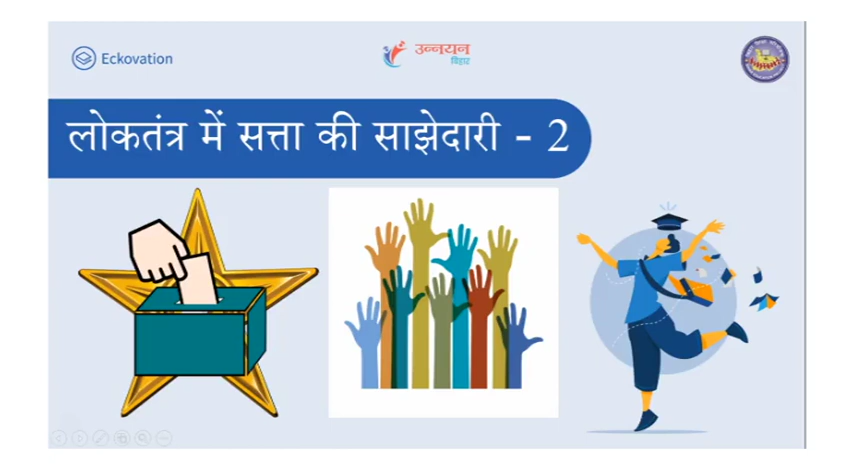 Eckovation
उन्नयन
बिहार
लोकतंत्र में सत्ता की साझेदारी - 2